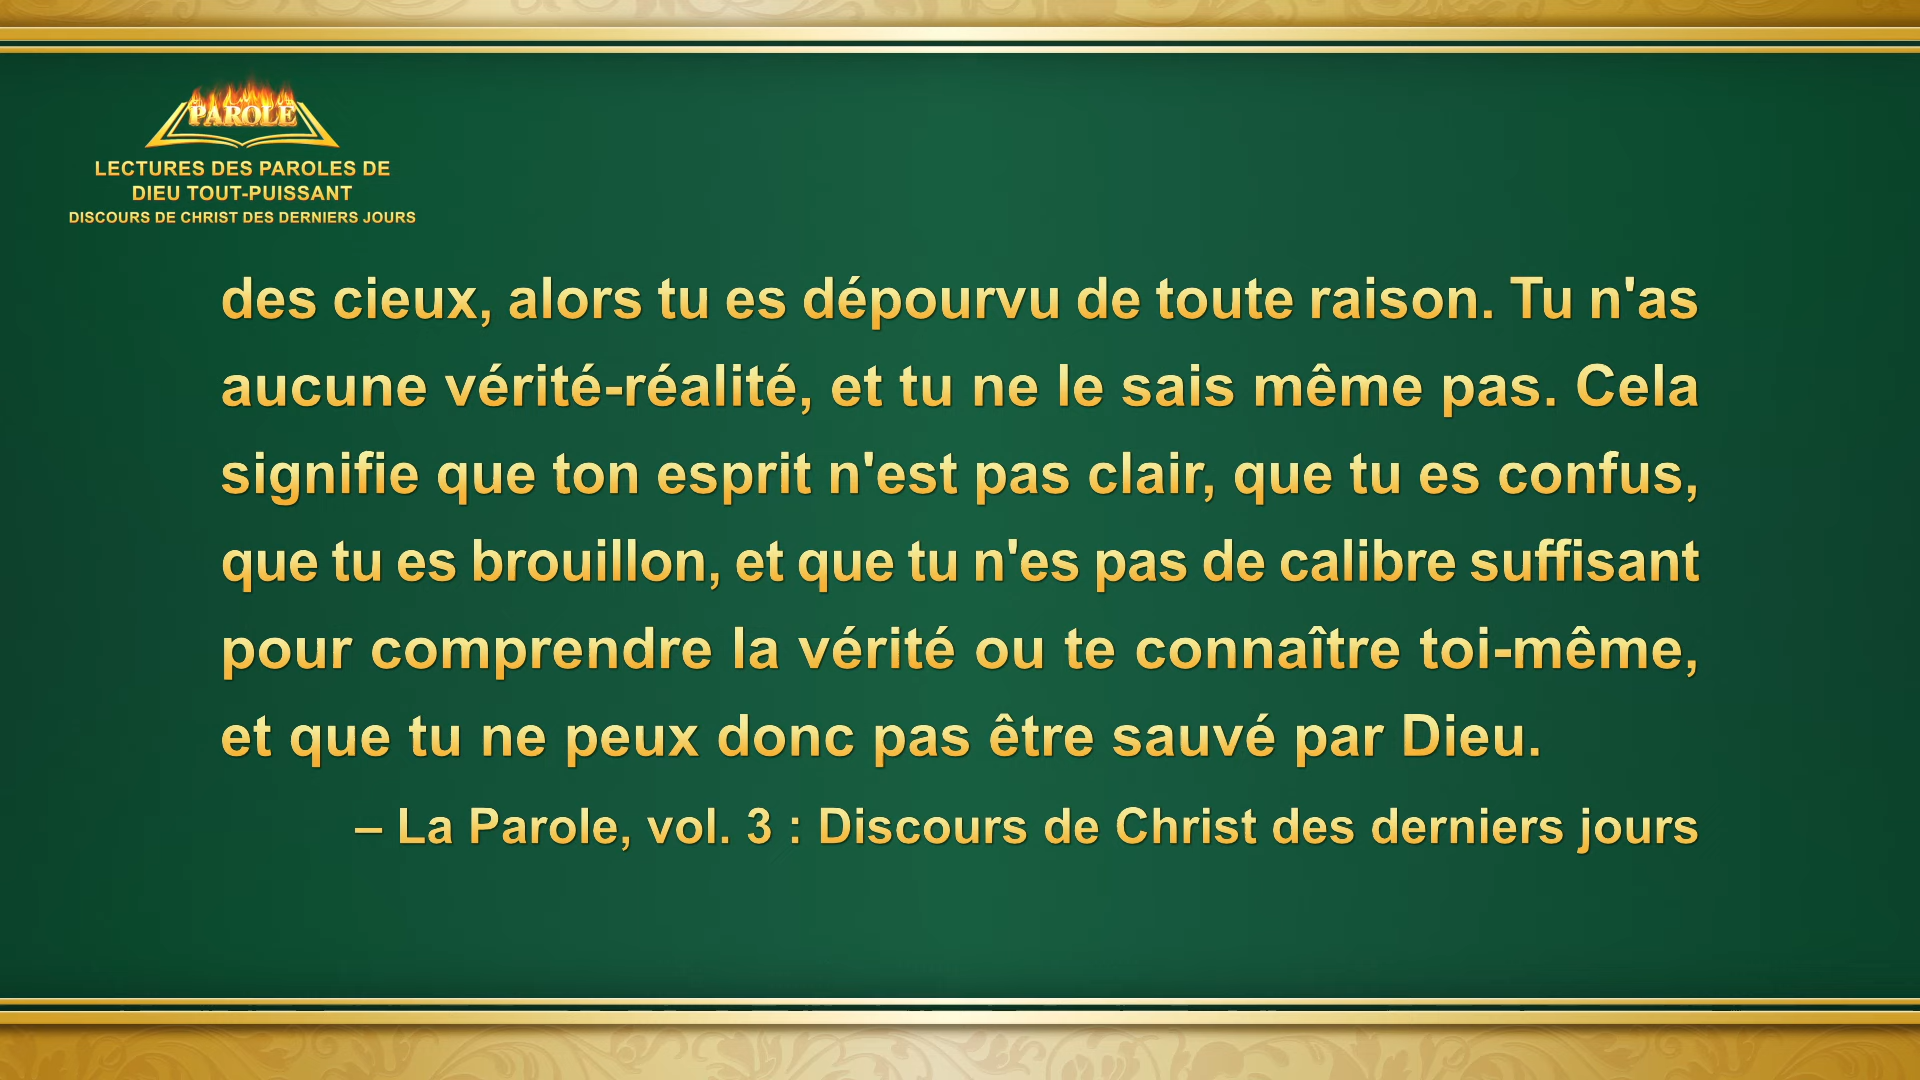 PAROLE
LECTURES DES PAROLES DE
DIEU TOUT-PUISSANT
DISCOURS DE CHRIST DES DERNIERS JOURS
des cieux, alors tu es dépourvu de toute raison. Tu n'as
aucune vérité-réalité, et tu ne le sais même pas. Cela
signifie que ton esprit n'est pas clair, que tu es confus,
que tu es brouillon, et que tu n'es pas de calibre suffisant
pour comprendre la vérité ou te connaître toi-même,
et que tu ne peux donc pas être sauvé par Dieu.
– La Parole, vol. 3 : Discours de Christ des derniers jours